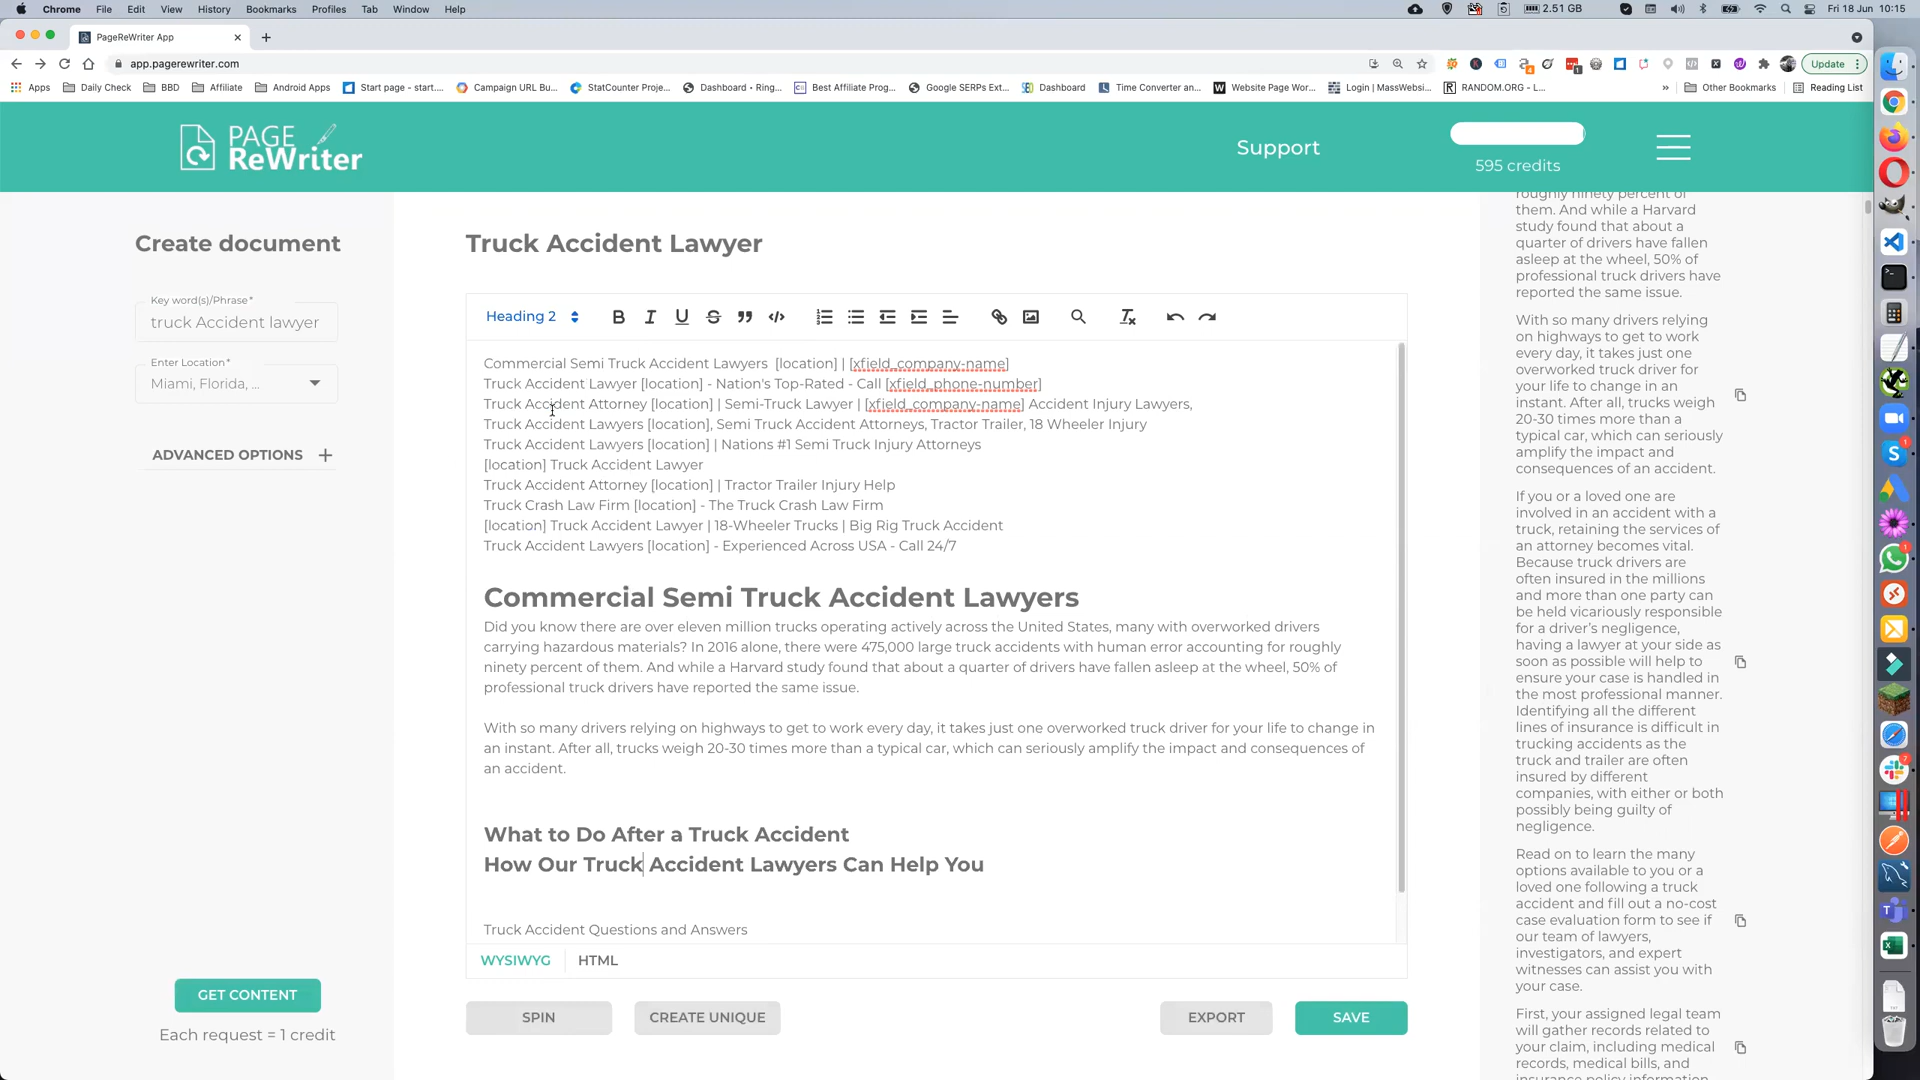 Chrome File Edit View History Bookmarks Profiles Tab Window Help
2.51 GB
Fri 18 Jun 10:15
PageReWriter App
app.pagerewriter.com
Update
Apps
Daily Check
BBD
Affiliate
Android Apps
Start page - start....
Campaign URL Bu...
StatCounter Proje...
Dashboard • Ring...
Best Affiliate Prog...
Google SERPs Ext...
Dashboard
Time Converter an...
Website Page Wor...
Login | MassWebsi...
RANDOM.ORG - L...
»
Other Bookmarks
Reading List
PAGE
ReWriter
Support
595 credits
Create document
Key word(s)/Phrase*
truck Accident lawyer
Enter Location*
Miami, Florida, ...
ADVANCED OPTIONS +
GET CONTENT
Each request = 1 credit
Truck Accident Lawyer
Heading 2
Commercial Semi Truck Accident Lawyers [location] | [xfield_company-name]
Truck Accident Lawyer [location] - Nation's Top-Rated - Call [xfield_phone-number]
Truck Accident Attorney [location] | Semi-Truck Lawyer | [xfield_company-name] Accident Injury Lawyers,
Truck Accident Lawyers [location], Semi Truck Accident Attorneys, Tractor Trailer, 18 Wheeler Injury
Truck Accident Lawyers [location] | Nations #1 Semi Truck Injury Attorneys
[location] Truck Accident Lawyer
Truck Accident Attorney [location] | Tractor Trailer Injury Help
Truck Crash Law Firm [location] - The Truck Crash Law Firm
[location] Truck Accident Lawyer | 18-Wheeler Trucks | Big Rig Truck Accident
Truck Accident Lawyers [location] - Experienced Across USA - Call 24/7
Commercial Semi Truck Accident Lawyers
Did you know there are over eleven million trucks operating actively across the United States, many with overworked drivers
carrying hazardous materials? In 2016 alone, there were 475,000 large truck accidents with human error accounting for roughly
ninety percent of them. And while a Harvard study found that about a quarter of drivers have fallen asleep at the wheel, 50% of
professional truck drivers have reported the same issue.
With so many drivers relying on highways to get to work every day, it takes just one overworked truck driver for your life to change in
an instant. After all, trucks weigh 20-30 times more than a typical car, which can seriously amplify the impact and consequences of
an accident.
What to Do After a Truck Accident
How Our Truck Accident Lawyers Can Help You
Truck Accident Questions and Answers
WYSIWYG
HTML
SPIN
CREATE UNIQUE
EXPORT
SAVE
roughly ninety percent of
them. And while a Harvard
study found that about a
quarter of drivers have fallen
asleep at the wheel, 50% of
professional truck drivers have
reported the same issue.
With so many drivers relying
on highways to get to work
every day, it takes just one
overworked truck driver for
your life to change in an
instant. After all, trucks weigh
20-30 times more than a
typical car, which can seriously
amplify the impact and
consequences of an accident.
If you or a loved one are
involved in an accident with a
truck, retaining the services of
an attorney becomes vital.
Because truck drivers are
often insured in the millions
and more than one party can
be held vicariously responsible
for a driver's negligence,
having a lawyer at your side as
soon as possible will help to
ensure your case is handled in
the most professional manner.
Identifying all the different
lines of insurance is difficult in
trucking accidents as the
truck and trailer are often
insured by different
companies, with either or both
possibly being guilty of
negligence.
Read on to learn the many
options available to you or a
loved one following a truck
accident and fill out a no-cost
case evaluation form to see if
our team of lawyers,
investigators, and expert
witnesses can assist you with
your case.
First, your assigned legal team
will gather records related to
your claim, including medical
records, medical bills, and
insurance policy information